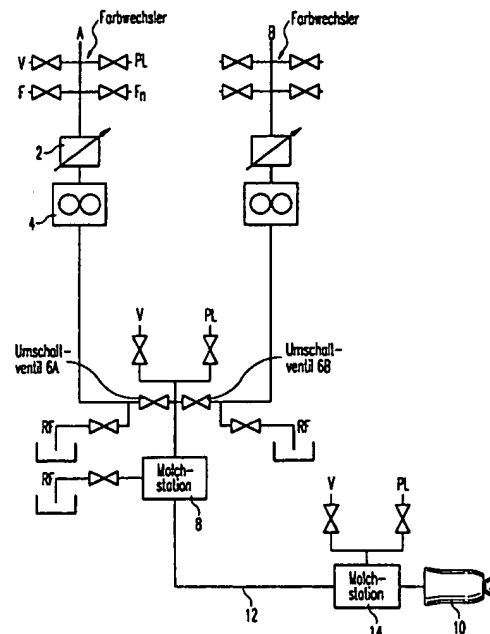 Farbwechsler
Farbwechsler
A
B
V
PL
F
Fn
2
4
V
PL
Umschalt-
ventil 6A
Umschalt-
ventil 6B
RF
RF
RF
Molch-
station
8
V
PL
12
Molch-
station
14
10